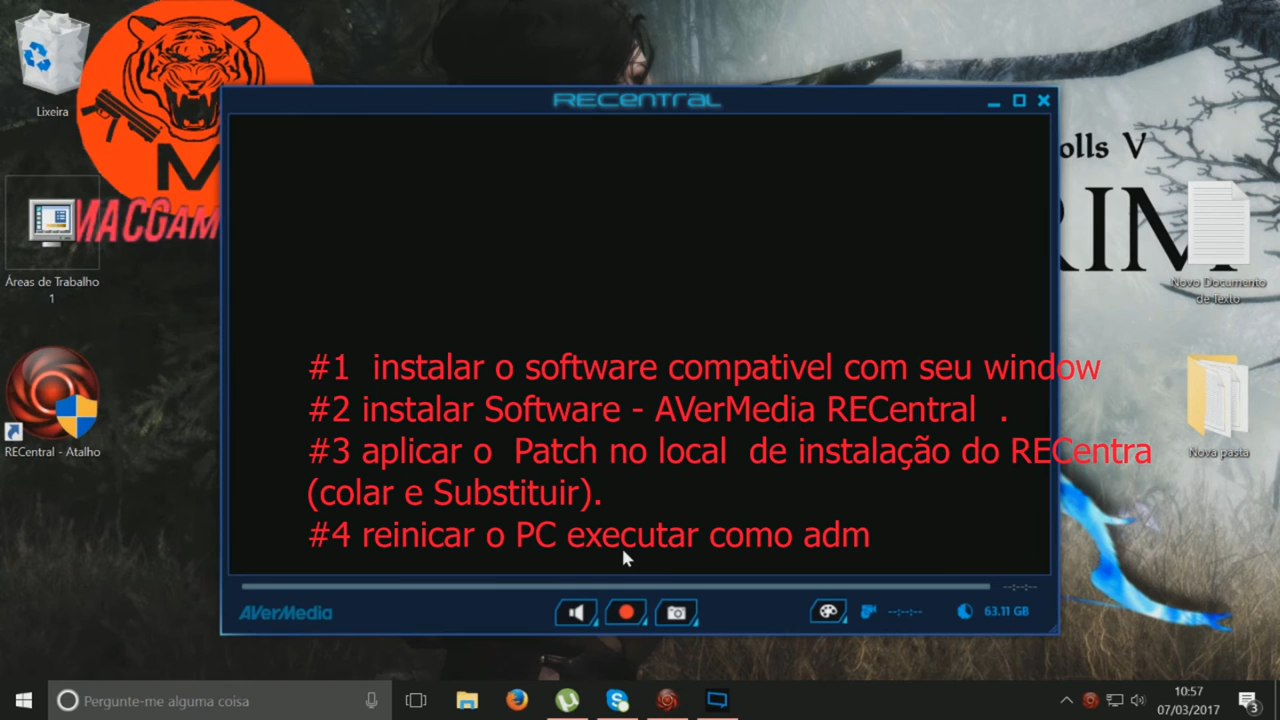 Lixeira
MACGam
M
Áreas de Trabalho
1
RECentral - Atalho
RECentral
olls V
RIM
Novo Documento
de Texto
Nova pasta
#1 instalar o software compativel com seu window
#2 instalar Software - AVerMedia RECentral .
#3 aplicar o Patch no local de instalação do RECentra
(colar e Substituir).
#4 reinicar o PC executar como adm
--:--:--
AVerMedia
--:--:--
63.11 GB
Pergunte-me alguma coisa
10:57
07/03/2017
3